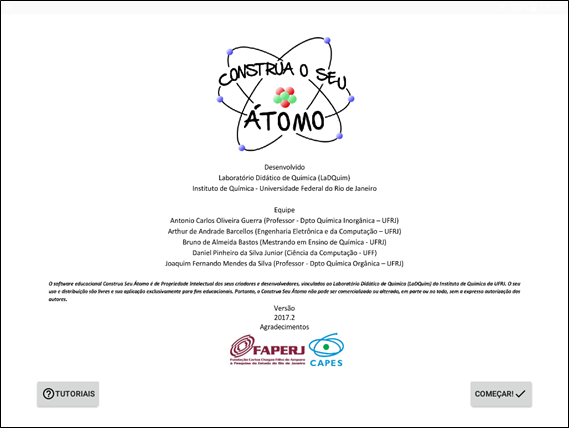 CONSTRUA O SEU
ÁTOMO
Desenvolvido
Laboratório Didático de Química (LaDQuim)
Instituto de Química - Universidade Federal do Rio de Janeiro
Equipe
Antonio Carlos Oliveira Guerra (Professor - Dpto Química Inorgânica – UFRJ)
Arthur de Andrade Barcellos (Engenharia Eletrônica e da Computação – UFRJ)
Bruno de Almeida Bastos (Mestrando em Ensino de Química - UFRJ)
Daniel Pinheiro da Silva Junior (Ciência da Computação - UFF)
Joaquim Fernando Mendes da Silva (Professor - Dpto Química Orgânica – UFRJ)
O software educacional Construa Seu Átomo é de Propriedade Intelectual dos seus criadores e desenvolvedores, vinculados ao Laboratório Didático de Química (LaDQuim) do Instituto de Química da UFRJ. O seu
uso e distribuição são livres e sua aplicação exclusivamente para fins educacionais. Portanto, o Construa Seu Átomo não pode ser comercializado ou alterado, em parte ou no todo, sem a expressa autorização dos
autores.
Versão
2017.2
Agradecimentos
FAPERJ
Fundação Carlos Chagas Filho de Amparo
à Pesquisa do Estado do Rio de Janeiro
CAPES
TUTORIAIS
COMEÇAR!